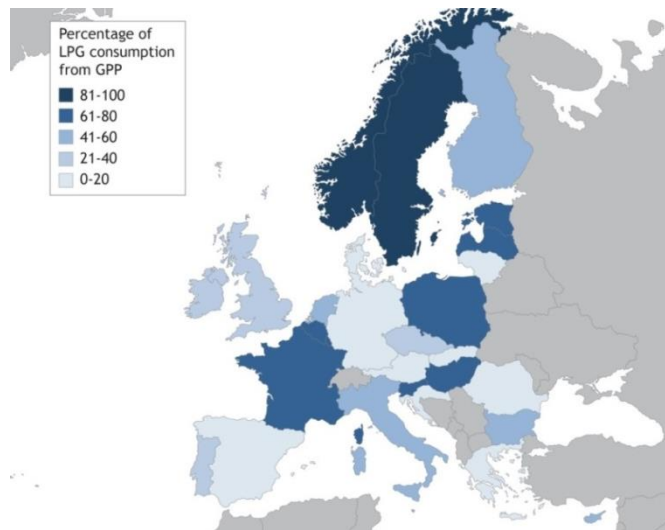 Percentage of
LPG consumption
from GPP
81-100
61-80
41-60
21-40
0-20